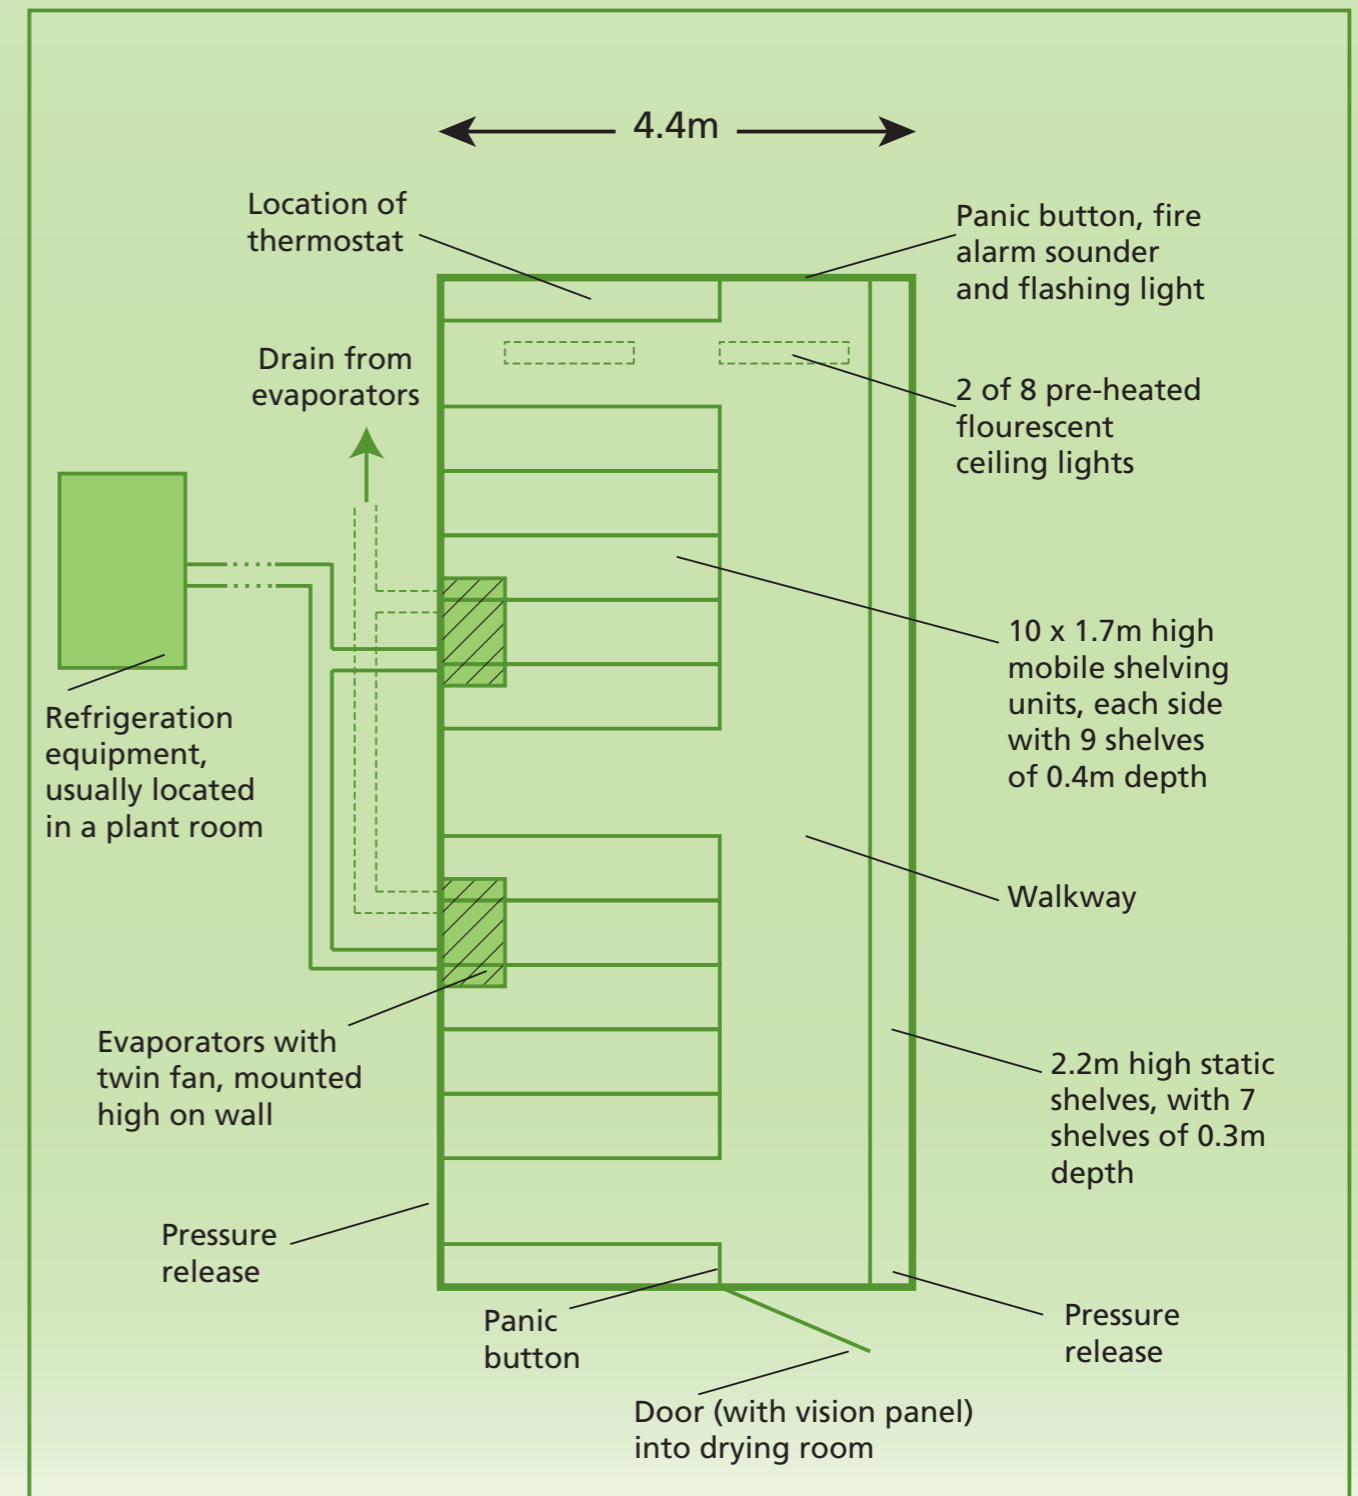 4.4m
Location of
thermostat
Panic button, fire
alarm sounder
and flashing light
Drain from
evaporators
2 of 8 pre-heated
flourescent
ceiling lights
10 x 1.7m high
mobile shelving
units, each side
with 9 shelves
of 0.4m depth
Refrigeration
equipment,
usually located
in a plant room
Walkway
Evaporators with
twin fan, mounted
high on wall
2.2m high static
shelves, with 7
shelves of 0.3m
depth
Pressure
release
Panic
button
Pressure
release
Door (with vision panel)
into drying room